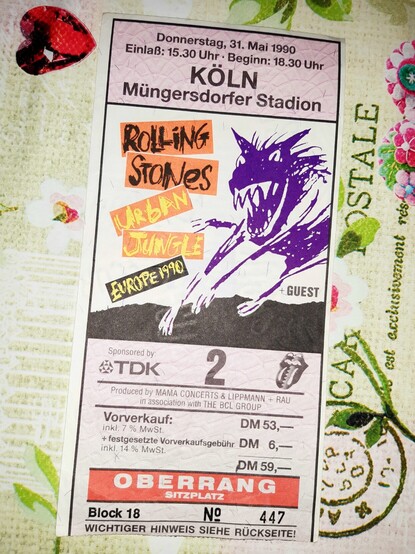 Donnerstag, 31. Mai 1990
Einlaß: 15.30 Uhr · Beginn: 18.30 Uhr
KÖLN
Müngersdorfer Stadion
ROLLING
STONES
URBAN
JUNGLE
EUROPE 1990
+ GUEST
Sponsored by
TDK
2
Produced by MAMA CONCERTS & LIPPMANN + RAU
in association with THE BCL GROUP
Vorverkauf: DM 53,—
inkl. 7 % MwSt.
+ festgesetzte Vorverkaufsgebühr DM 6,—
inkl. 14 % MwSt.
DM 59,—
OBERRANG
SITZPLATZ
Block 18 Nº 447
WICHTIGER HINWEIS SIEHE RÜCKSEITE!
POSTALE
est exclusivement res